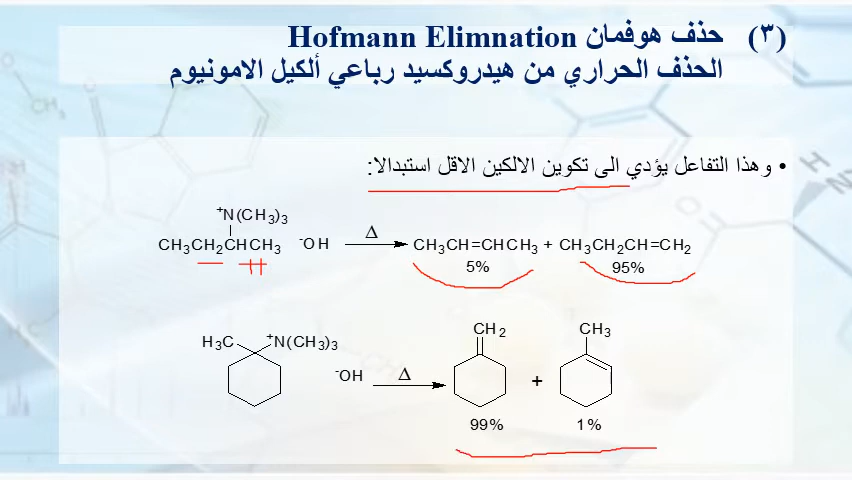 (٣) حذف هوفمان Hofmann Elimnation
الحذف الحراري من هيدروكسيد رباعي ألكيل الامونيوم
• وهذا التفاعل يؤدي الى تكوين الالكين الاقل استبدالا:
⁺N(CH₃)₃
CH₃CH₂CHCH₃ ⁻OH Δ CH₃CH=CHCH₃ + CH₃CH₂CH=CH₂
5% 95%
H₃C ⁺N(CH₃)₃ CH₂ CH₃
⁻OH Δ +
99% 1%